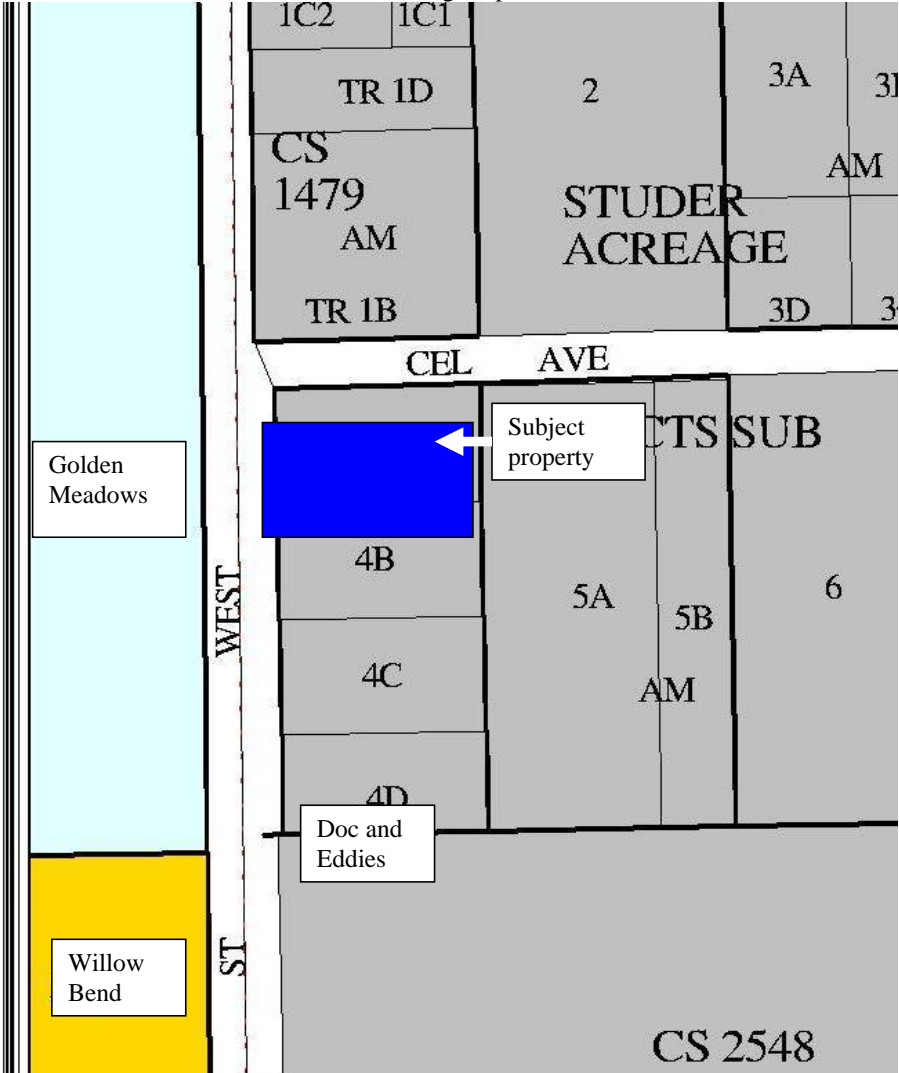 1C2
1C1
TR 1D
2
3A
CS
1479
AM
STUDER
ACREAGE
AM
TR 1B
3D
CEL AVE
Subject
property
CTS SUB
Golden
Meadows
4B
WEST
5A
5B
6
4C
AM
4D
Doc and
Eddies
Willow
Bend
ST
CS 2548